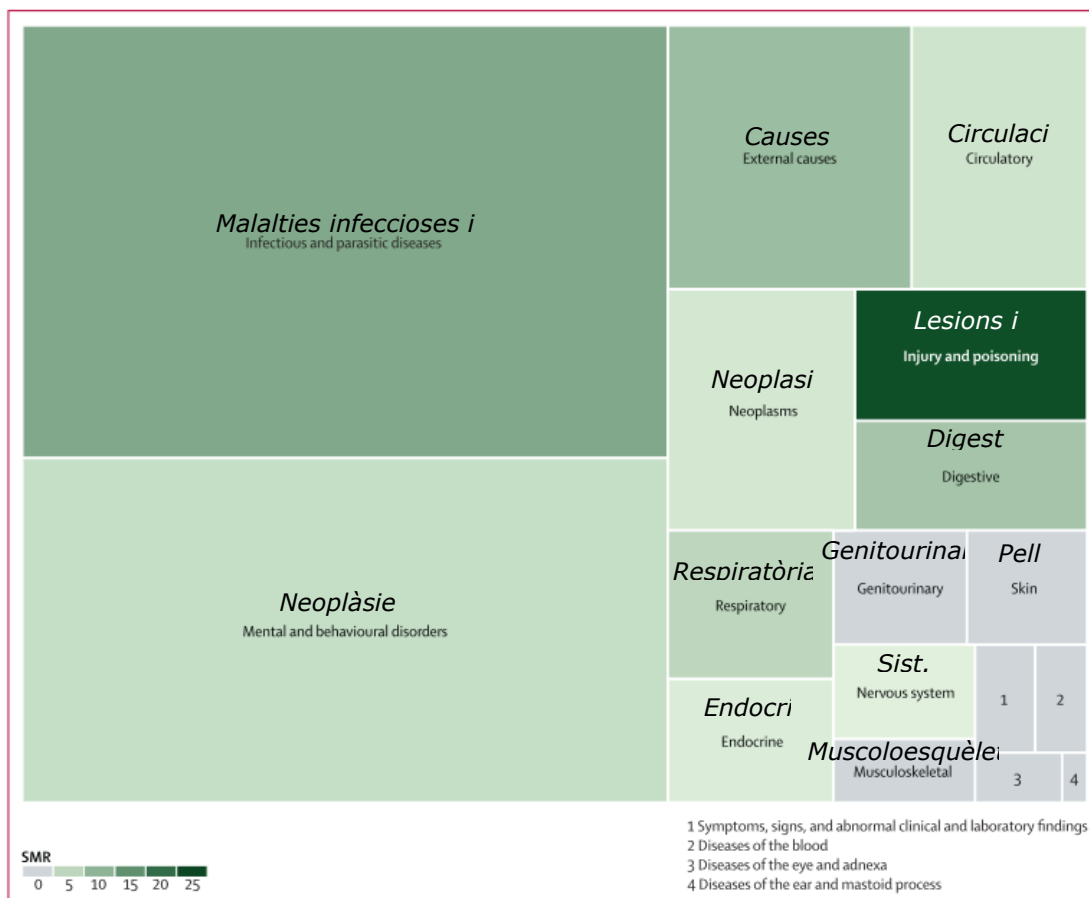 Causes
External causes
Circulaci
Circulatory
Malalties infeccioses i
Infectious and parasitic diseases
Lesions i
Injury and poisoning
Neoplasi
Neoplasms
Digest
Digestive
Neoplàsie
Mental and behavioural disorders
Respiratòria
Respiratory
Genitourinar
Genitourinary
Pell
Skin
Sist.
Nervous system
1
2
Endocri
Endocrine
Muscoloesquèlet
Musculoskeletal
3
4
1 Symptoms, signs, and abnormal clinical and laboratory findings
2 Diseases of the blood
3 Diseases of the eye and adnexa
4 Diseases of the ear and mastoid process
SMR
0 5 10 15 20 25